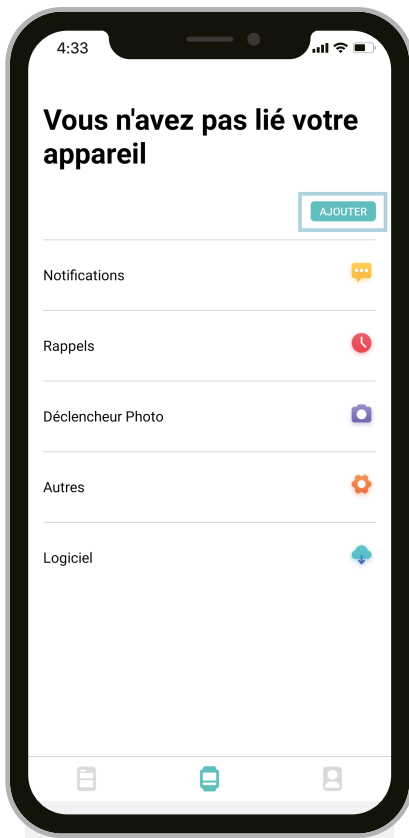 4:33
Vous n'avez pas lié votre
appareil
AJOUTER
Notifications
Rappels
Déclencheur Photo
Autres
Logiciel